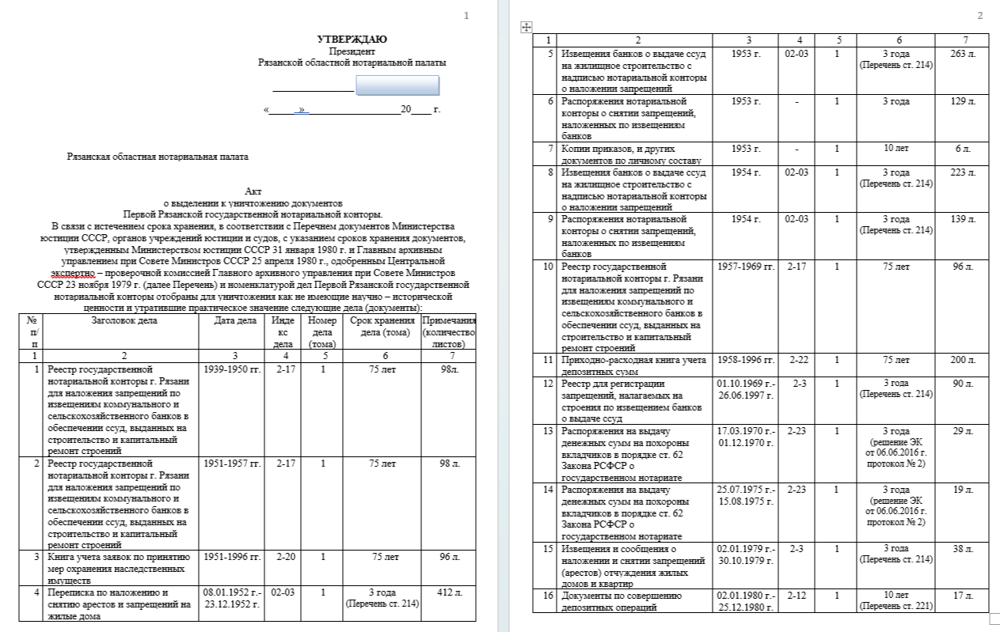 1
УТВЕРЖДАЮ
Президент
Рязанской областной нотариальной палаты
«_____»__________________20____ г.
Рязанская областная нотариальная палата
Акт
о выделении к уничтожению документов
Первой Рязанской государственной нотариальной конторы.
В связи с истечением срока хранения, в соответствии с Перечнем документов Министерства
юстиции СССР, органов учреждений юстиции и судов, с указанием сроков хранения документов,
утвержденным Министерством юстиции СССР 31 января 1980 г. и Главным архивным
управлением при Совете Министров СССР 25 апреля 1980 г., одобренным Центральной
экспертно – проверочной комиссией Главного архивного управления при Совете Министров
СССР 23 ноября 1979 г. (далее Перечень) и номенклатурой дел Первой Рязанской государственной
нотариальной конторы отобраны для уничтожения как не имеющие научно – исторической
ценности и утратившие практическое значение следующие дела (документы):
№ Заголовок дела Дата дела Инде Номер Срок хранения Примечания
п/ кс дела дела (тома) (количество
п дела (тома) листов)
1 2 3 4 5 6 7
1 Реестр государственной 1939-1950 гг. 2-17 1 75 лет 98л.
нотариальной конторы г. Рязани
для наложения запрещений по
извещениям коммунального и
сельскохозяйственного банков в
обеспечении ссуд, выданных на
строительство и капитальный
ремонт строений
2 Реестр государственной 1951-1957 гг. 2-17 1 75 лет 98 л.
нотариальной конторы г. Рязани
для наложения запрещений по
извещениям коммунального и
сельскохозяйственного банков в
обеспечении ссуд, выданных на
строительство и капитальный
ремонт строений
3 Книга учета заявок по принятию 1951-1996 гг. 2-20 1 75 лет 96 л.
мер охранения наследственных
имуществ
4 Переписка по наложению и 08.01.1952 г.- 02-03 1 3 года 412 л.
снятию арестов и запрещений на 23.12.1952 г. (Перечень ст. 214)
жилые дома
2
1 2 3 4 5 6 7
5 Извещения банков о выдаче ссуд 1953 г. 02-03 1 3 года 263 л.
на жилищное строительство с (Перечень ст. 214)
надписью нотариальной конторы
о наложении запрещений
6 Распоряжения нотариальной 1953 г. - 1 3 года 129 л.
конторы о снятии запрещений,
наложенных по извещениям
банков
7 Копии приказов, и других 1953 г. - 1 10 лет 6 л.
документов по личному составу
8 Извещения банков о выдаче ссуд 1954 г. 02-03 1 3 года 223 л.
на жилищное строительство с (Перечень ст. 214)
надписью нотариальной конторы
о наложении запрещений
9 Распоряжения нотариальной 1954 г. 02-03 1 3 года 139 л.
конторы о снятии запрещений, (Перечень ст. 214)
наложенных по извещениям
банков
10 Реестр государственной 1957-1969 гг. 2-17 1 75 лет 96 л.
нотариальной конторы г. Рязани
для наложения запрещений по
извещениям коммунального и
сельскохозяйственного банков в
обеспечении ссуд, выданных на
строительство и капитальный
ремонт строений
11 Приходно-расходная книга учета 1958-1996 гг. 2-22 1 75 лет 200 л.
депозитных сумм
12 Реестр для регистрации 01.10.1969 г.- 2-3 1 3 года 90 л.
запрещений, налагаемых на 26.06.1997 г. (Перечень ст. 214)
строения по извещением банков
о выдаче ссуд
13 Распоряжения на выдачу 17.03.1970 г.- 2-23 1 3 года 29 л.
денежных сумм на похороны 01.12.1970 г. (решение ЭК
вкладчиков в порядке ст. 62 от 06.06.2016 г.
Закона РСФСР о протокол № 2)
государственном нотариате
14 Распоряжения на выдачу 25.07.1975 г.- 2-23 1 3 года 19 л.
денежных сумм на похороны 15.08.1975 г. (решение ЭК
вкладчиков в порядке ст. 62 от 06.06.2016 г.
Закона РСФСР о протокол № 2)
государственном нотариате
15 Извещения и сообщения о 02.01.1979 г.- 2-3 1 3 года 38 л.
наложении и снятии запрещений 30.10.1979 г. (Перечень ст. 214)
(арестов) отчуждения жилых
домов и квартир
16 Документы по совершению 02.01.1980 г.- 2-12 1 10 лет 17 л.
депозитных операций 25.12.1980 г. (Перечень ст. 221)